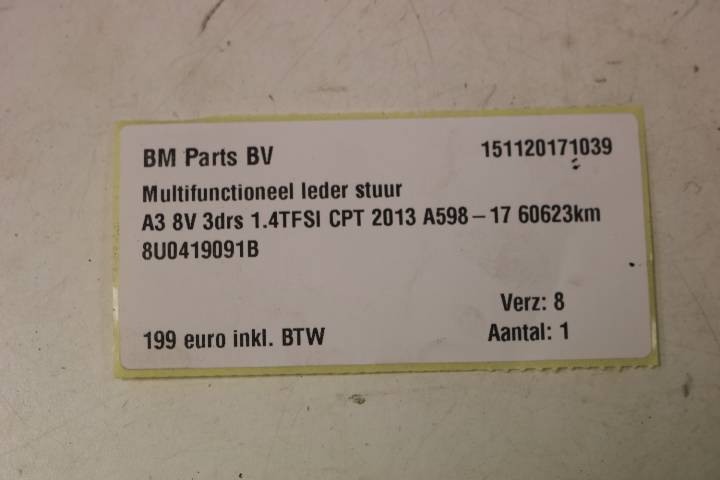 BM Parts BV 151120171039
Multifunctioneel leder stuur
A3 8V 3drs 1.4TFSI CPT 2013 A598-17 60623km
8U0419091B
Verz: 8
199 euro inkl. BTW Aantal: 1